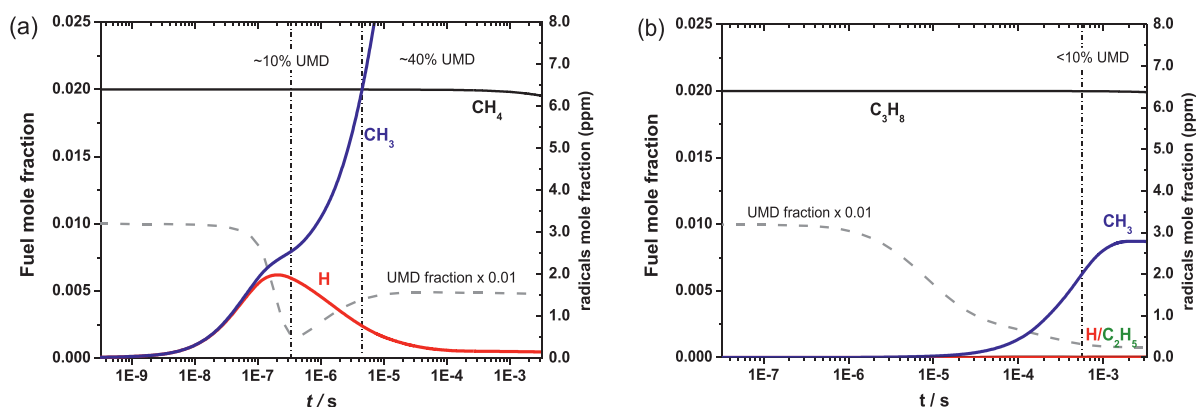 (a)
0.025
0.020
0.015
0.010
0.005
0.000
Fuel mole fraction
8.0
7.0
6.0
5.0
4.0
3.0
2.0
1.0
0.0
radicals mole fraction (ppm)
~10% UMD
~40% UMD
CH4
CH3
H
UMD fraction x 0.01
1E-9 1E-8 1E-7 1E-6 1E-5 1E-4 1E-3
t / s
(b)
0.025
0.020
0.015
0.010
0.005
0.000
Fuel mole fraction
8.0
7.0
6.0
5.0
4.0
3.0
2.0
1.0
0.0
radicals mole fraction (ppm)
<10% UMD
C3H8
UMD fraction x 0.01
CH3
H/C2H5
1E-7 1E-6 1E-5 1E-4 1E-3
t / s